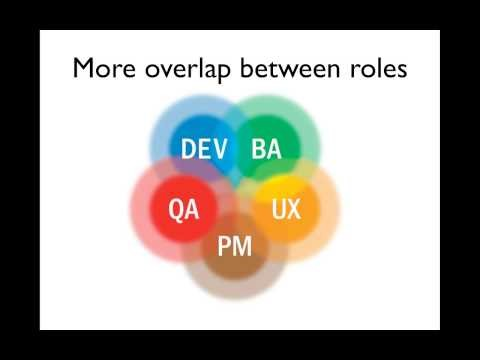 More overlap between roles
DEV BA
QA UX
PM